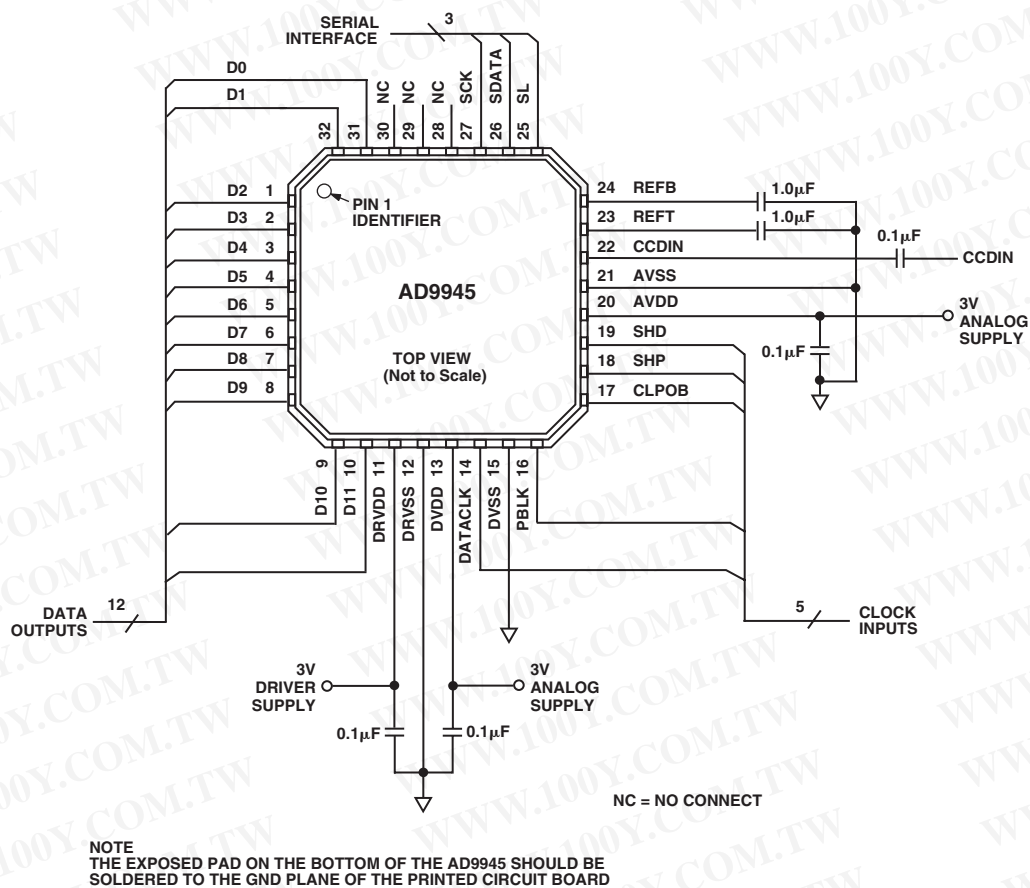 SERIAL
INTERFACE
3
D0
D1
32
31
30 NC
29 NC
28 NC
27 SCK
26 SDATA
25 SL
D2 1
D3 2
D4 3
D5 4
D6 5
D7 6
D8 7
D9 8
PIN 1
IDENTIFIER
AD9945
TOP VIEW
(Not to Scale)
24 REFB
1.0μF
23 REFT
1.0μF
22 CCDIN
0.1μF
CCDIN
21 AVSS
20 AVDD
3V
ANALOG
SUPPLY
0.1μF
19 SHD
18 SHP
17 CLPOB
D10 9
D11 10
DRVDD 11
DRVSS 12
DVDD 13
DATACLK 14
DVSS 15
PBLK 16
DATA
OUTPUTS
12
5
CLOCK
INPUTS
3V
DRIVER
SUPPLY
0.1μF
3V
ANALOG
SUPPLY
0.1μF
NC = NO CONNECT
NOTE
THE EXPOSED PAD ON THE BOTTOM OF THE AD9945 SHOULD BE
SOLDERED TO THE GND PLANE OF THE PRINTED CIRCUIT BOARD
WWW.100Y.COM.TW